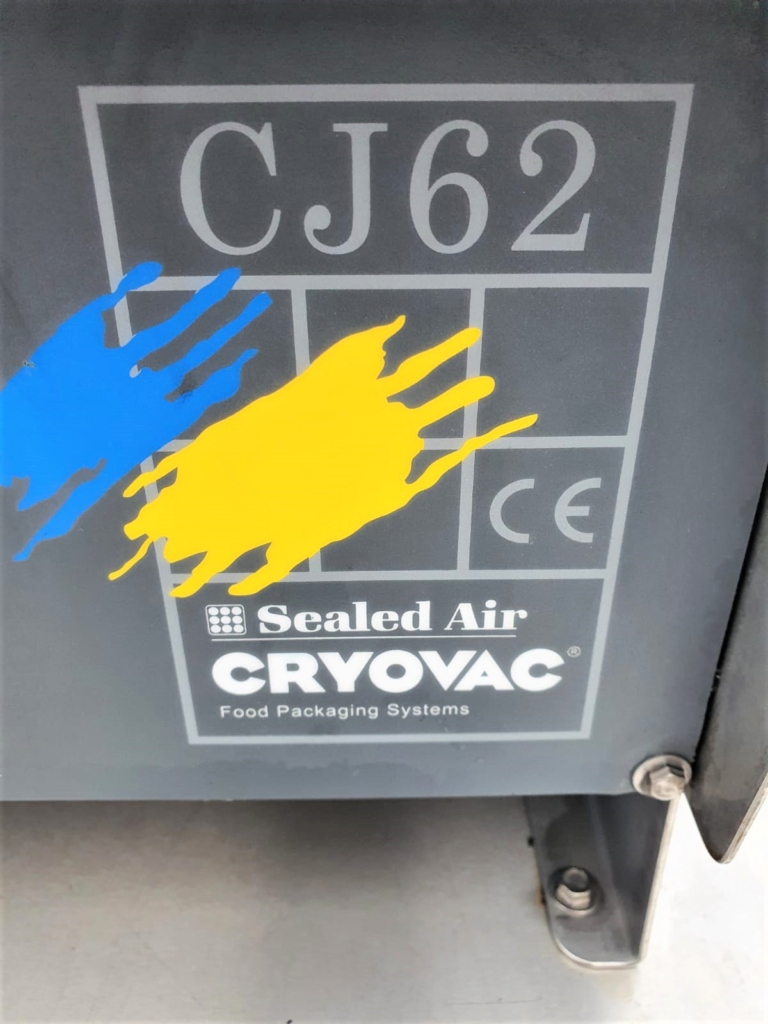 CJ62
CE
Sealed Air
CRYOVAC®
Food Packaging Systems